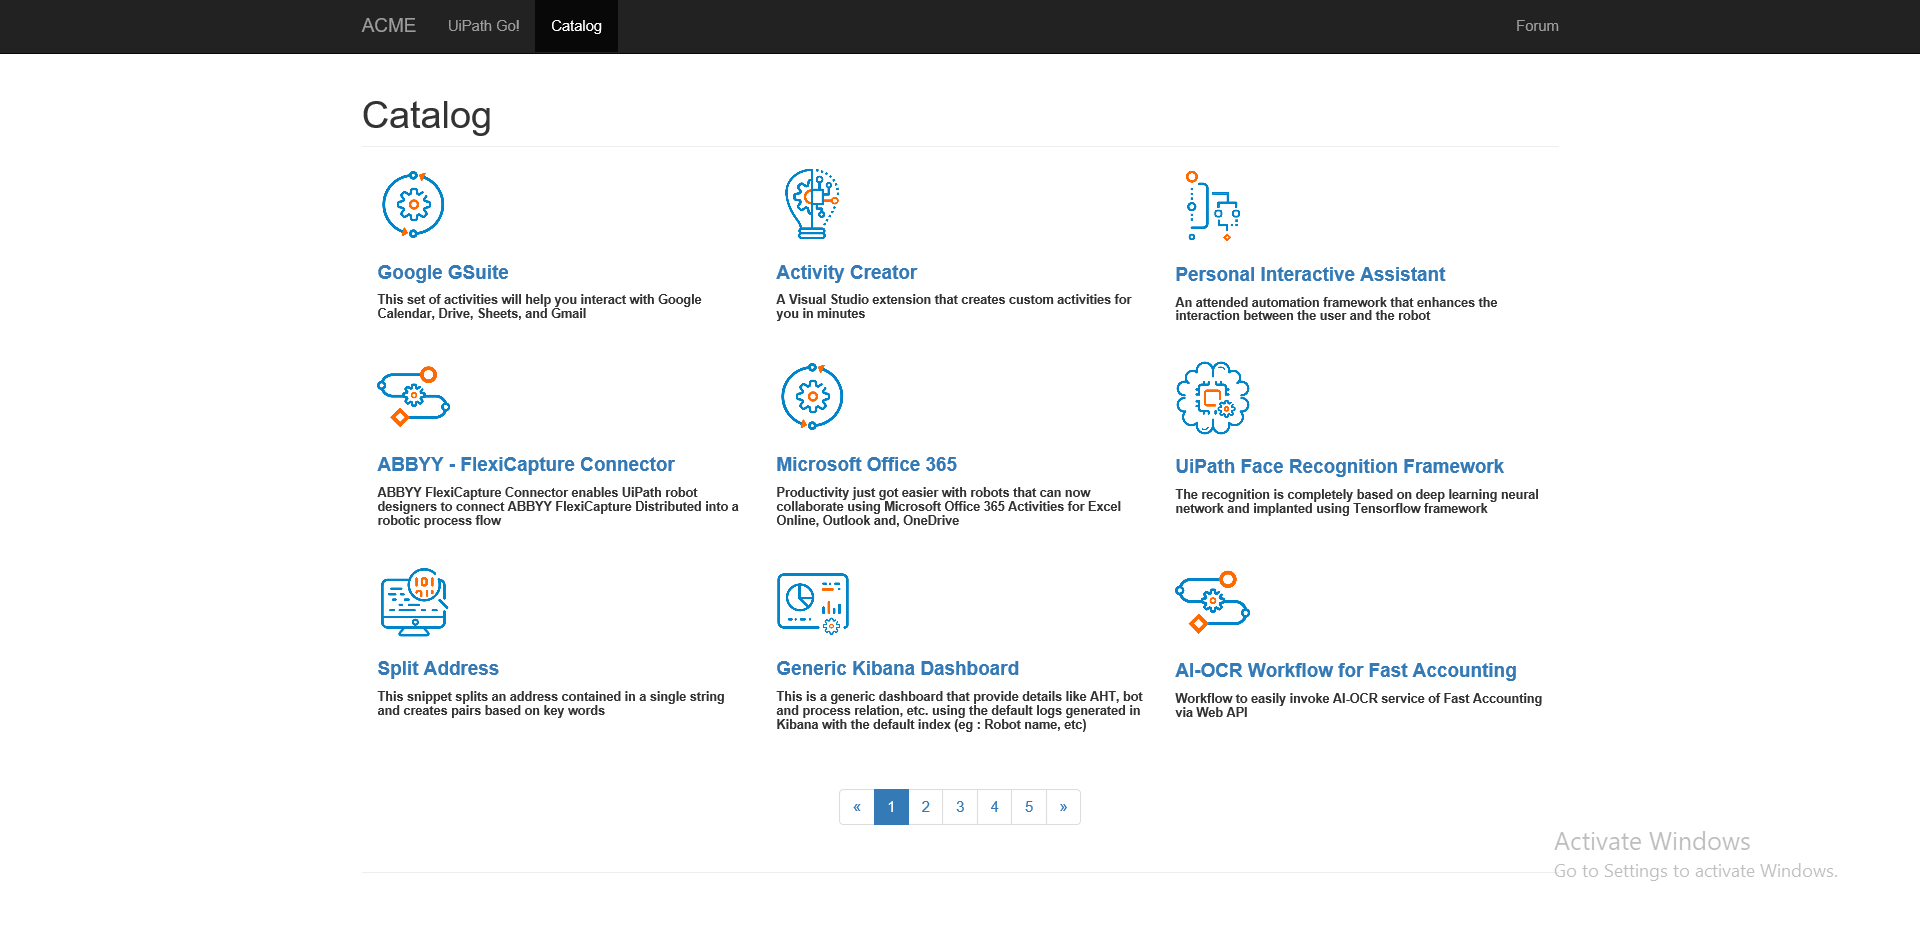 ACME UiPath Go! Catalog Forum
Catalog
Google GSuite
This set of activities will help you interact with Google
Calendar, Drive, Sheets, and Gmail
Activity Creator
A Visual Studio extension that creates custom activities for
you in minutes
Personal Interactive Assistant
An attended automation framework that enhances the
interaction between the user and the robot
ABBYY - FlexiCapture Connector
ABBYY FlexiCapture Connector enables UiPath robot
designers to connect ABBYY FlexiCapture Distributed into a
robotic process flow
Microsoft Office 365
Productivity just got easier with robots that can now
collaborate using Microsoft Office 365 Activities for Excel
Online, Outlook and, OneDrive
UiPath Face Recognition Framework
The recognition is completely based on deep learning neural
network and implanted using Tensorflow framework
101
Split Address
This snippet splits an address contained in a single string
and creates pairs based on key words
Generic Kibana Dashboard
This is a generic dashboard that provide details like AHT, bot
and process relation, etc. using the default logs generated in
Kibana with the default index (eg : Robot name, etc)
AI-OCR Workflow for Fast Accounting
Workflow to easily invoke AI-OCR service of Fast Accounting
via Web API
« 1 2 3 4 5 »
Activate Windows
Go to Settings to activate Windows.